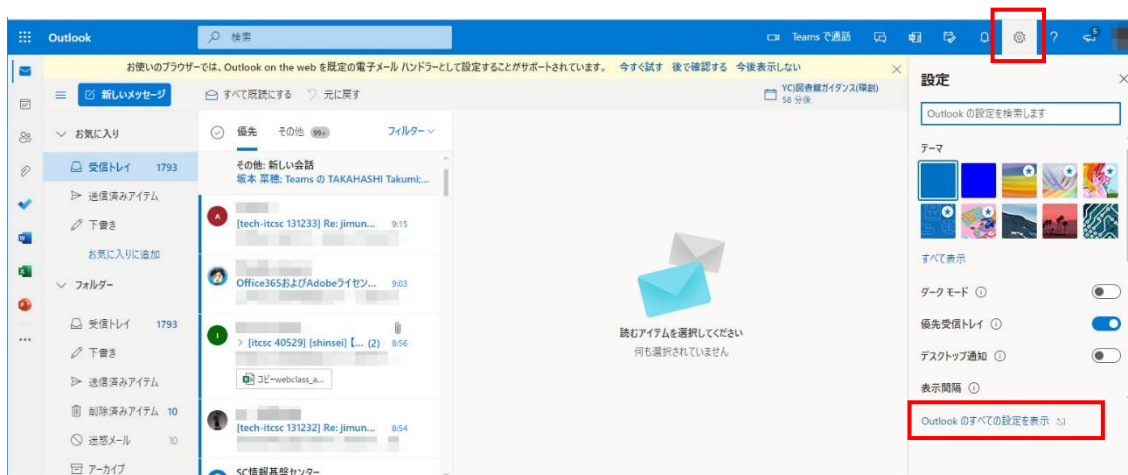 Outlook
検索
Teams で通話
お使いのブラウザーでは、Outlook on the web を既定の電子メール ハンドラーとして設定することがサポートされています。 今すぐ試す 後で確認する 今後表示しない
新しいメッセージ
すべて既読にする
元に戻す
YC)図書館ガイダンス(環創)
58 分後
お気に入り
受信トレイ 1793
送信済みアイテム
下書き
お気に入りに追加
フォルダー
受信トレイ 1793
下書き
送信済みアイテム
削除済みアイテム 10
迷惑メール 10
アーカイブ
優先 その他 99+ フィルター
その他: 新しい会話
坂本 菜穂; Teams の TAKAHASHI Takumi;...
A
[tech-itcsc 131233] Re: jimun... 9:15
Office365およびAdobeライセン... 9:03
I
> [itcsc 40529] [shinsei]【... (2) 8:56
コピーwebclass_a...
[tech-itcsc 131232] Re: jimun... 8:54
SC情報基盤センター
読むアイテムを選択してください
何も選択されていません
設定
Outlook の設定を検索します
テーマ
すべて表示
ダーク モード
優先受信トレイ
デスクトップ通知
表示間隔
Outlook のすべての設定を表示